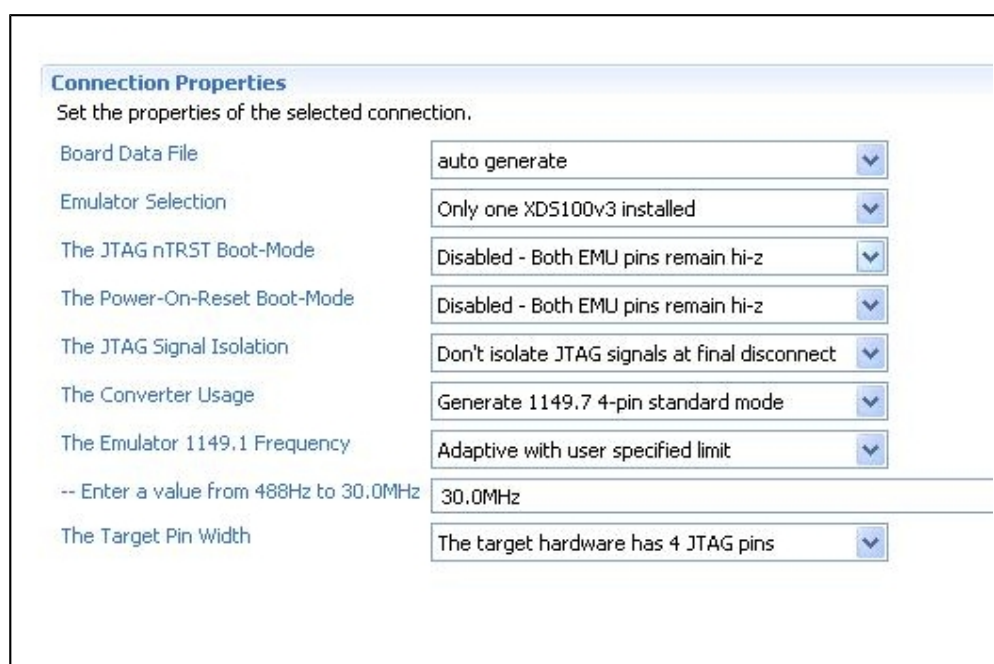 Connection Properties
Set the properties of the selected connection.
Board Data File auto generate
Emulator Selection Only one XDS100v3 installed
The JTAG nTRST Boot-Mode Disabled - Both EMU pins remain hi-z
The Power-On-Reset Boot-Mode Disabled - Both EMU pins remain hi-z
The JTAG Signal Isolation Don't isolate JTAG signals at final disconnect
The Converter Usage Generate 1149.7 4-pin standard mode
The Emulator 1149.1 Frequency Adaptive with user specified limit
-- Enter a value from 488Hz to 30.0MHz 30.0MHz
The Target Pin Width The target hardware has 4 JTAG pins